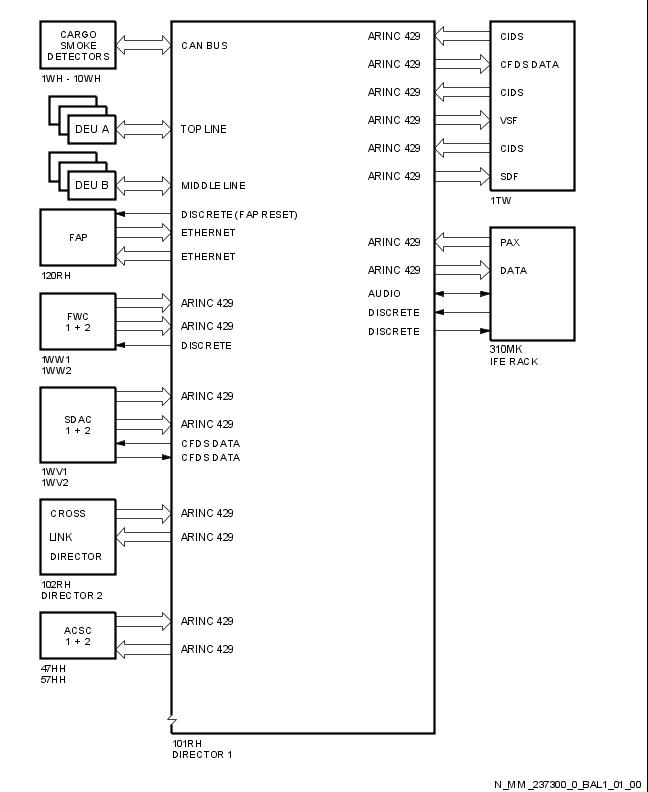 CARGO
SMOKE
DETECTORS
CAN BUS
1WH - 10WH
DEU A
TOP LINE
DEU B
MIDDLE LINE
DISCRETE (FAP RESET)
FAP
ETHERNET
ETHERNET
120RH
FWC
1 + 2
ARINC 429
ARINC 429
DISCRETE
1WW1
1WW2
SDAC
1 + 2
ARINC 429
ARINC 429
CFDS DATA
CFDS DATA
1WV1
1WV2
CROSS
LINK
DIRECTOR
ARINC 429
ARINC 429
102RH
DIRECTOR 2
ACSC
1 + 2
ARINC 429
ARINC 429
47HH
57HH
101RH
DIRECTOR 1
ARINC 429 CIDS
ARINC 429 CFDS DATA
ARINC 429 CIDS
ARINC 429 VSF
ARINC 429 CIDS
ARINC 429 SDF
1TW
ARINC 429 PAX
ARINC 429 DATA
AUDIO
DISCRETE
DISCRETE
310MK
IFE RACK
N_MM_237300_0_BAL1_01_00